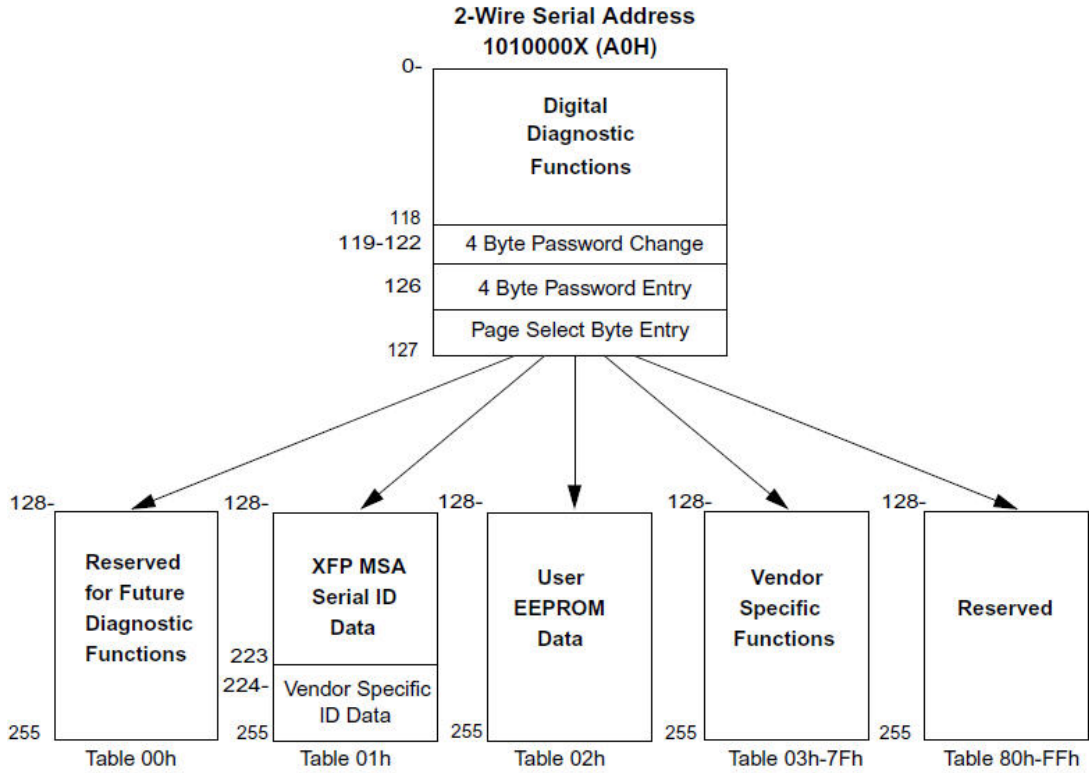 2-Wire Serial Address
1010000X (A0H)
0-
Digital
Diagnostic
Functions
118
119-122
4 Byte Password Change
126
4 Byte Password Entry
Page Select Byte Entry
127
128-
Reserved
for Future
Diagnostic
Functions
255
Table 00h
128-
XFP MSA
Serial ID
Data
223
224-
Vendor Specific
ID Data
255
Table 01h
128-
User
EEPROM
Data
255
Table 02h
128-
Vendor
Specific
Functions
255
Table 03h-7Fh
128-
Reserved
255
Table 80h-FFh